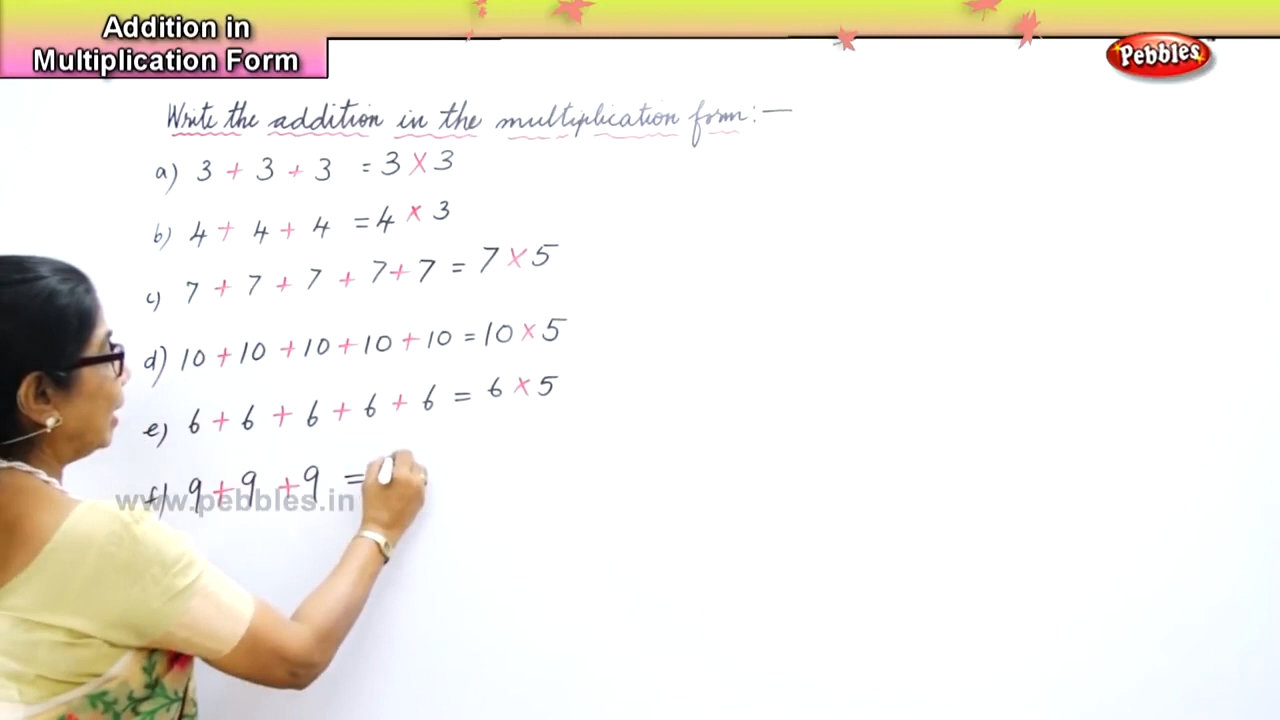 Addition in
Multiplication Form
Pebbles
Write the addition in the multiplication form:—
a) 3 + 3 + 3 = 3 × 3
b) 4 + 4 + 4 = 4 × 3
c) 7 + 7 + 7 + 7 + 7 = 7 × 5
d) 10 + 10 + 10 + 10 + 10 = 10 × 5
e) 6 + 6 + 6 + 6 + 6 = 6 × 5
f) 9 + 9 + 9 =
www.pebbles.in